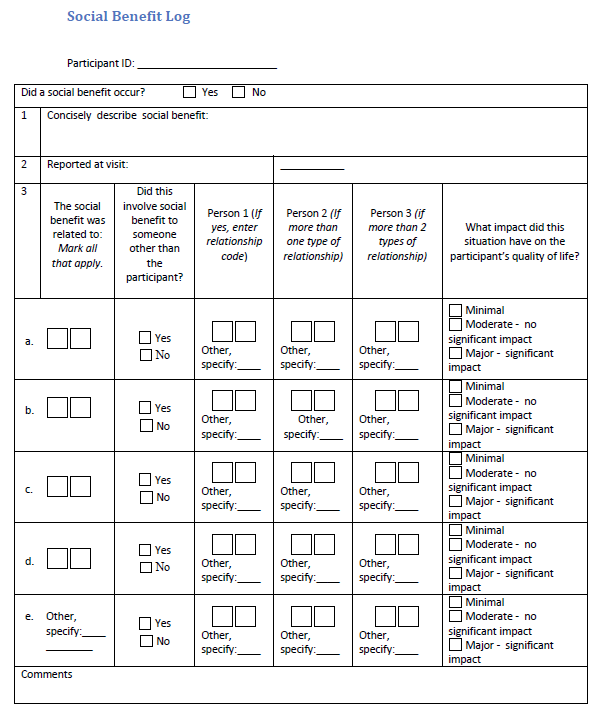 Social Benefit Log
Participant ID: ________________________
Did a social benefit occur? Yes No
1 Concisely describe social benefit:
2 Reported at visit: ___________
3
The social
benefit was
related to:
Mark all
that apply.
Did this
involve social
benefit to
someone
other than
the
participant?
Person 1 (If
yes, enter
relationship
code)
Person 2 (If
more than
one type of
relationship)
Person 3 (if
more than 2
types of
relationship)
What impact did this
situation have on the
participant's quality of life?
a.
Yes
No
Other,
specify:____
Other,
specify:____
Other,
specify:____
Minimal
Moderate - no
significant impact
Major - significant
impact
b.
Yes
No
Other,
specify:____
Other,
specify:____
Other,
specify:____
Minimal
Moderate - no
significant impact
Major - significant
impact
c.
Yes
No
Other,
specify:____
Other,
specify:____
Other,
specify:____
Minimal
Moderate - no
significant impact
Major - significant
impact
d.
Yes
No
Other,
specify:____
Other,
specify:____
Other,
specify:____
Minimal
Moderate - no
significant impact
Major - significant
impact
e. Other,
specify:____
________
Yes
No
Other,
specify:____
Other,
specify:____
Other,
specify:____
Minimal
Moderate - no
significant impact
Major - significant
impact
Comments